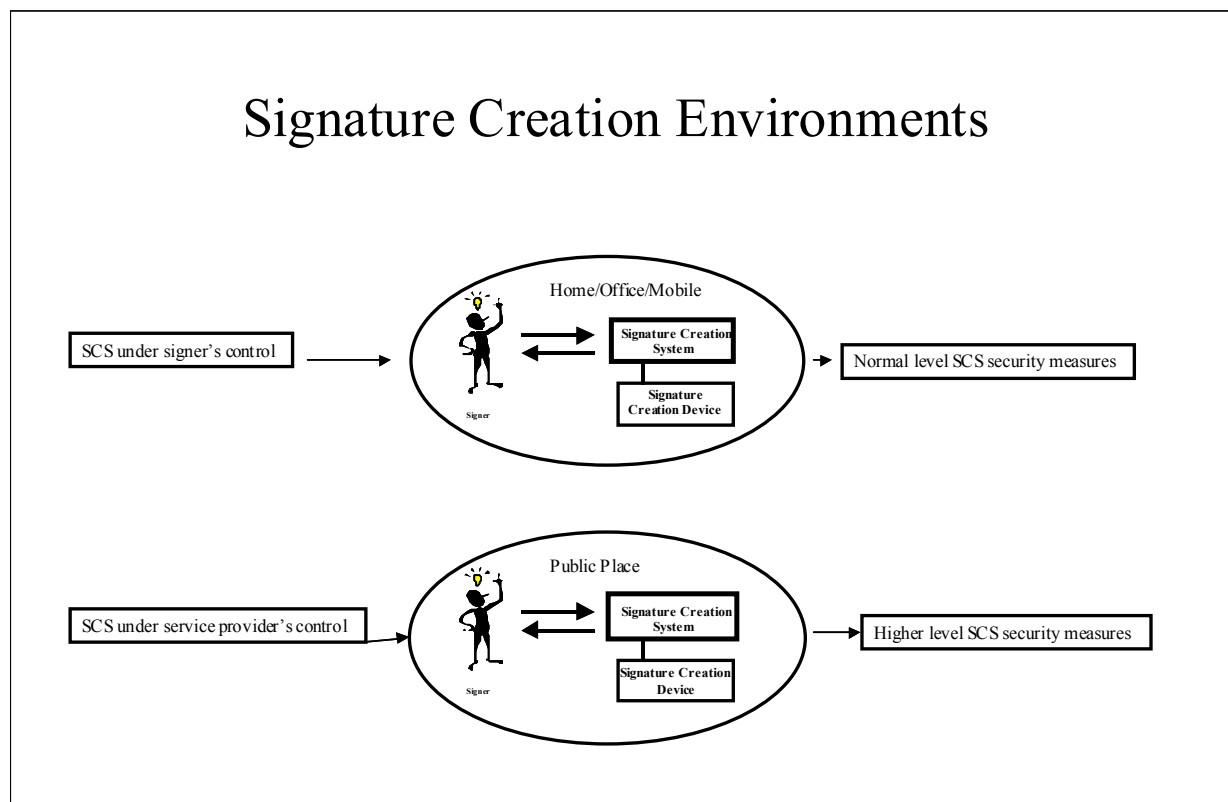 Signature Creation Environments
Home/Office/Mobile
SCS under signer's control
Signature Creation
System
Signature
Creation Device
Signer
Normal level SCS security measures
Public Place
SCS under service provider's control
Signature Creation
System
Signature Creation
Device
Signer
Higher level SCS security measures